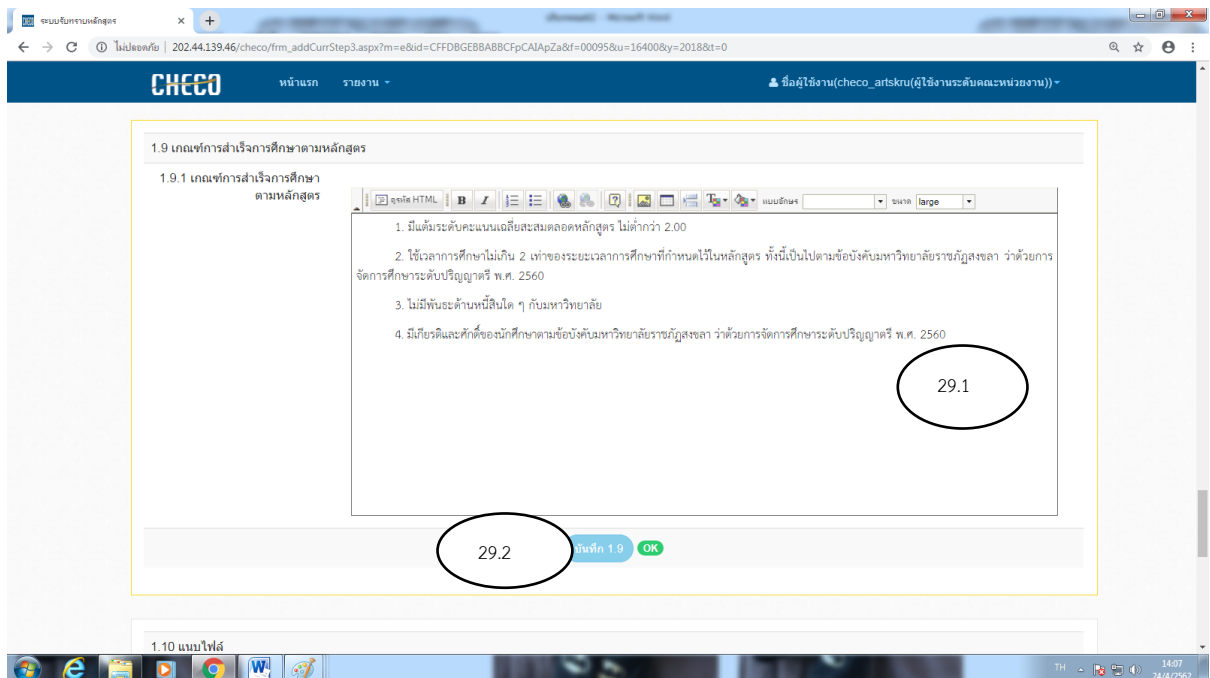 ระบบรับทราบหลักสูตร
ไม่ปลอดภัย | 202.44.139.46/checo/frm_addCurrStep3.aspx?m=e&id=CFFDBGEBBABBCFpCAIApZa&f=00095&u=16400&y=2018&t=0
CHECO หน้าแรก รายงาน ชื่อผู้ใช้งาน(checo_artskru(ผู้ใช้งานระดับคณะหน่วยงาน))
1.9 เกณฑ์การสำเร็จการศึกษาตามหลักสูตร
1.9.1 เกณฑ์การสำเร็จการศึกษา
ตามหลักสูตร
ดูรหัส HTML B I แบบอักษร ขนาด large
1. มีแต้มระดับคะแนนเฉลี่ยสะสมตลอดหลักสูตร ไม่ต่ำกว่า 2.00
2. ใช้เวลาการศึกษาไม่เกิน 2 เท่าของระยะเวลาการศึกษาที่กำหนดไว้ในหลักสูตร ทั้งนี้เป็นไปตามข้อบังคับมหาวิทยาลัยราชภัฏสงขลา ว่าด้วยการ
จัดการศึกษาระดับปริญญาตรี พ.ศ. 2560
3. ไม่มีพันธะด้านหนี้สินใด ๆ กับมหาวิทยาลัย
4. มีเกียรติและศักดิ์ของนักศึกษาตามข้อบังคับมหาวิทยาลัยราชภัฏสงขลา ว่าด้วยการจัดการศึกษาระดับปริญญาตรี พ.ศ. 2560
29.1
29.2 บันทึก 1.9 OK
1.10 แนบไฟล์
TH 14:07
24/4/2562